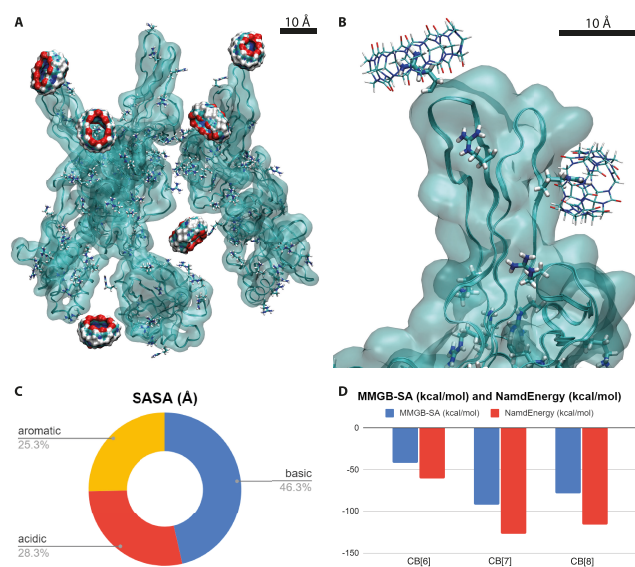 A
10 Å
B
10 Å
C
SASA (Å)
aromatic
25.3%
basic
46.3%
acidic
28.3%
D
MMGB-SA (kcal/mol) and NamdEnergy (kcal/mol)
MMGB-SA (kcal/mol)
NamdEnergy (kcal/mol)
0
-50
-100
-150
CB[6]
CB[7]
CB[8]